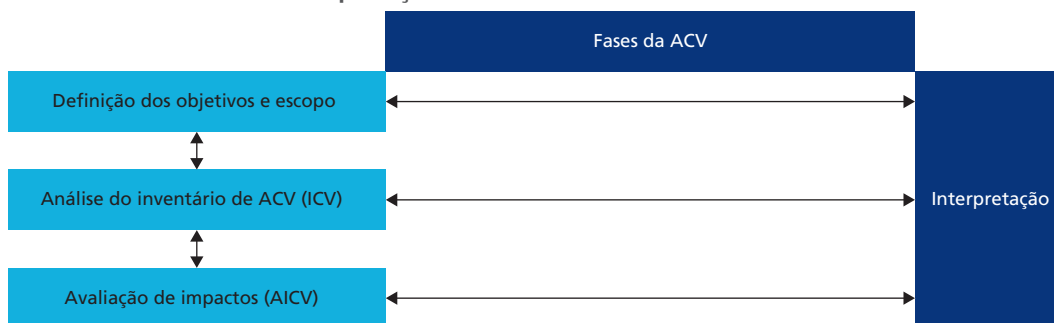 Fases da ACV
Definição dos objetivos e escopo
Análise do inventário de ACV (ICV)
Interpretação
Avaliação de impactos (AICV)